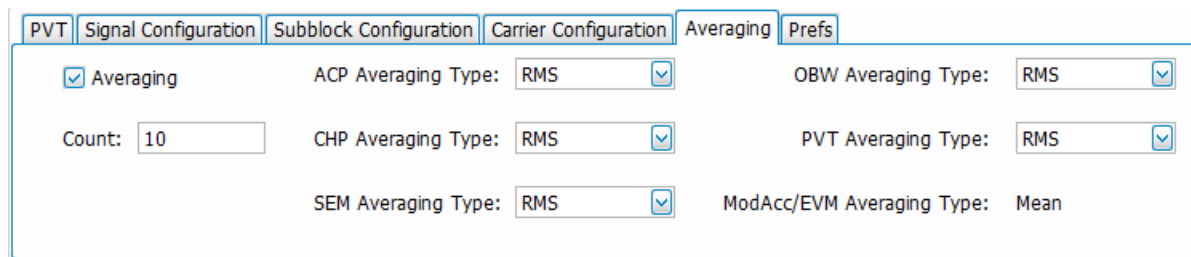 PVT Signal Configuration Subblock Configuration Carrier Configuration Averaging Prefs
Averaging ACP Averaging Type: RMS OBW Averaging Type: RMS
Count: 10 CHP Averaging Type: RMS PVT Averaging Type: RMS
SEM Averaging Type: RMS ModAcc/EVM Averaging Type: Mean